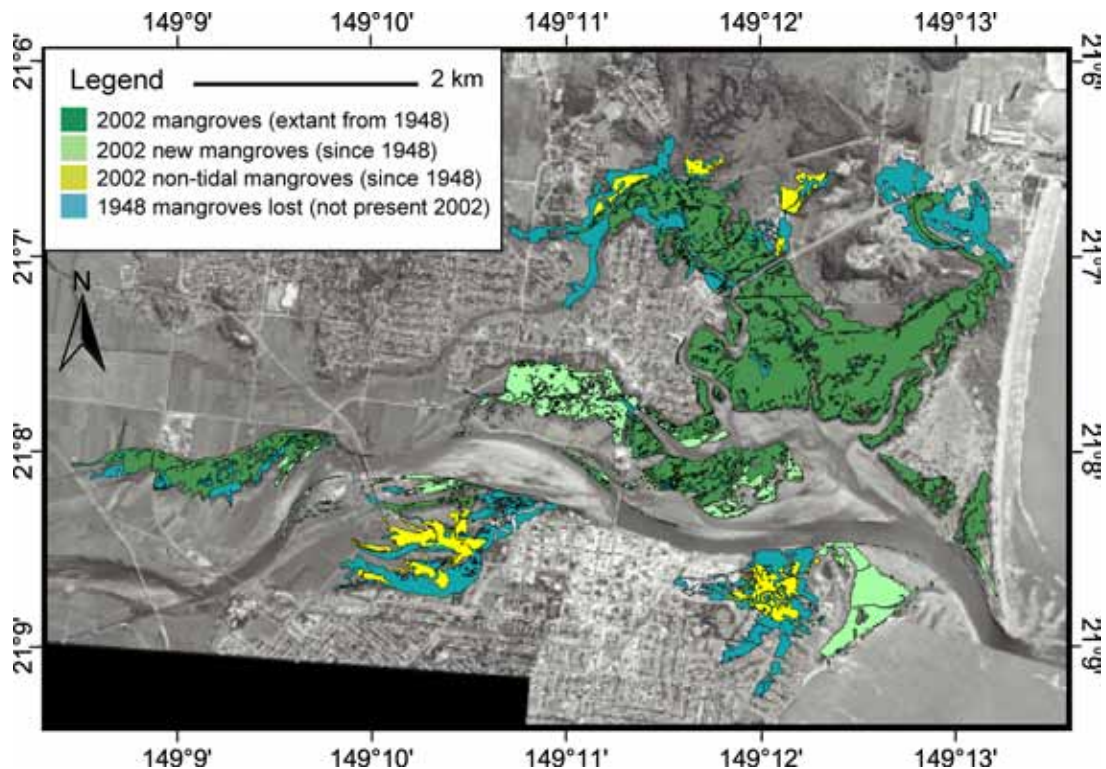 149°9' 149°10' 149°11' 149°12' 149°13'
21°6' 21°6'
Legend 2 km
2002 mangroves (extant from 1948)
2002 new mangroves (since 1948)
2002 non-tidal mangroves (since 1948)
1948 mangroves lost (not present 2002)
21°7' 21°7'
N
21°8' 21°8'
21°9' 21°9'
149°9' 149°10' 149°11' 149°12' 149°13'